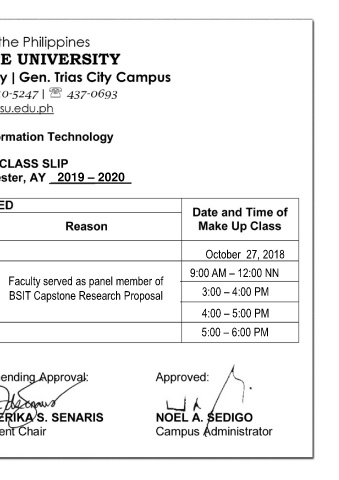 the Philippines
E UNIVERSITY
y | Gen. Trias City Campus
0-5247 | ☏ 437-0693
su.edu.ph
rmation Technology
CLASS SLIP
ester, AY 2019 – 2020
ED
Reason
Date and Time of
Make Up Class
October 27, 2018
Faculty served as panel member of
BSIT Capstone Research Proposal
9:00 AM – 12:00 NN
3:00 – 4:00 PM
4:00 – 5:00 PM
5:00 – 6:00 PM
ending Approval:
Approved:
ERIKA S. SENARIS
NOEL A. SEDIGO
ent Chair
Campus Administrator